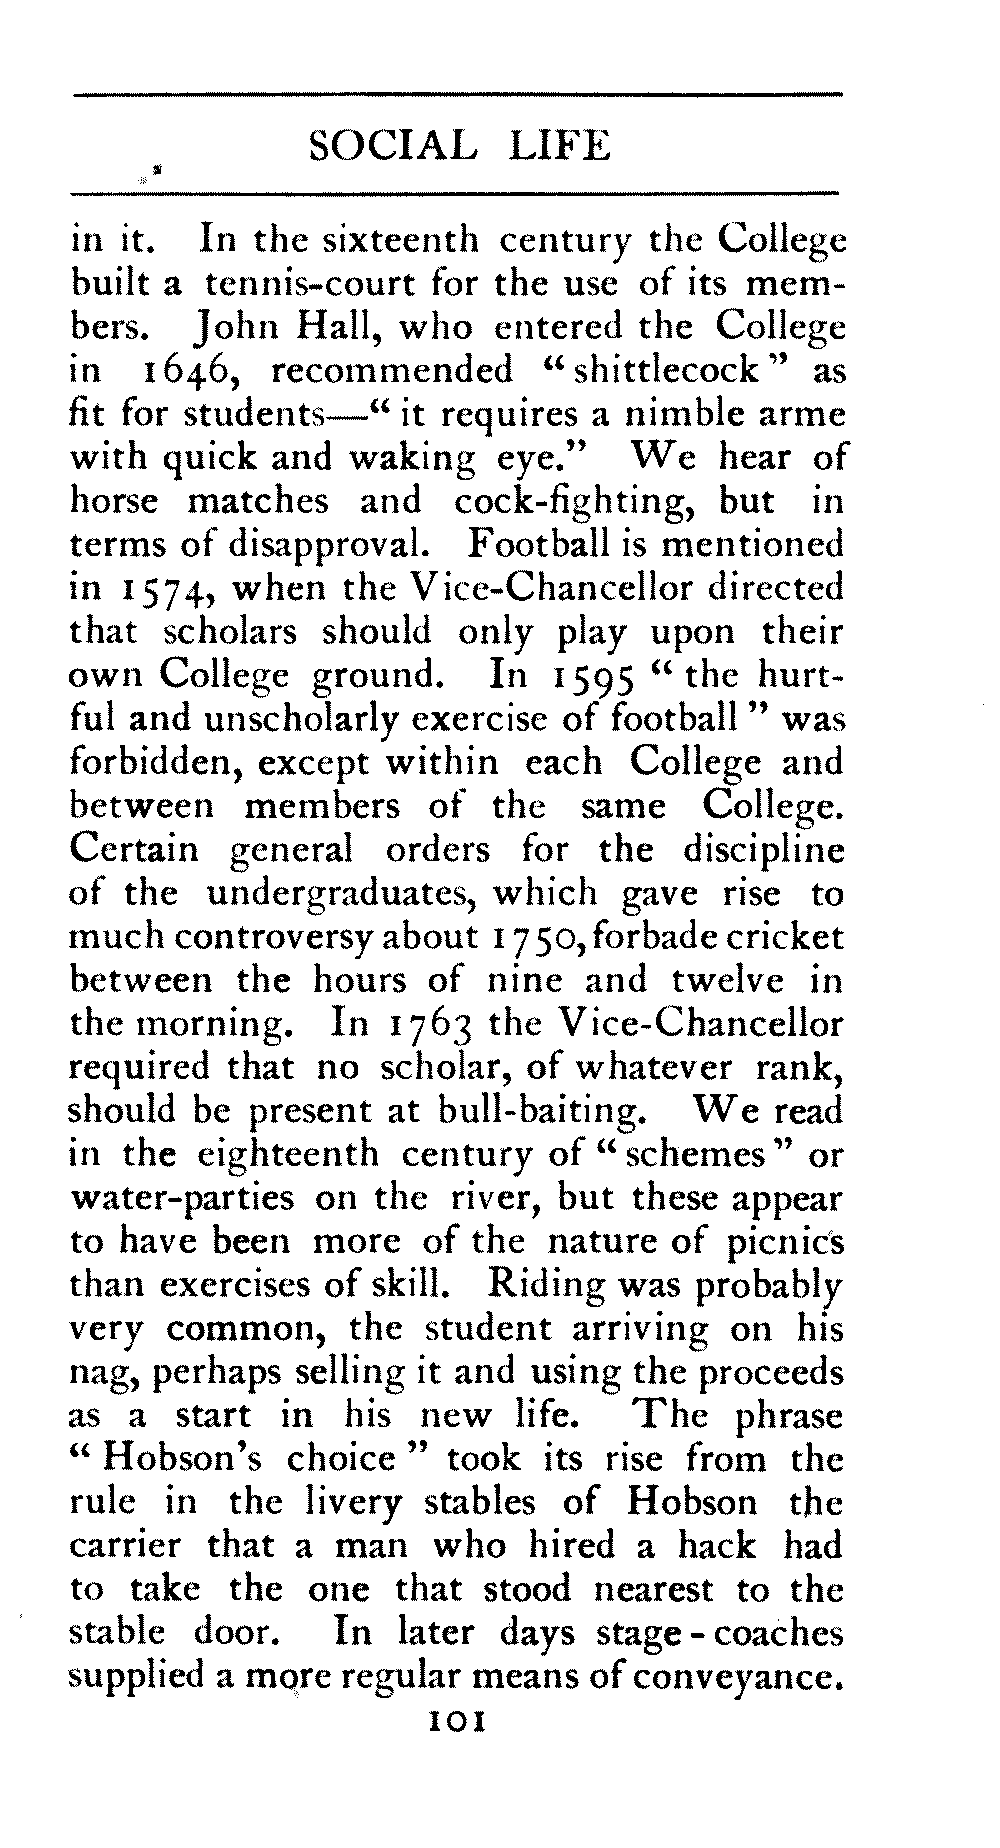 SOCIAL LIFE
in it. In the sixteenth century the College
built a tennis-court for the use of its mem-
bers. John Hall, who entered the College
in 1646, recommended “shittlecock” as
fit for students—“it requires a nimble arme
with quick and waking eye.” We hear of
horse matches and cock-fighting, but in
terms of disapproval. Football is mentioned
in 1574, when the Vice-Chancellor directed
that scholars should only play upon their
own College ground. In 1595 “the hurt-
ful and unscholarly exercise of football” was
forbidden, except within each College and
between members of the same College.
Certain general orders for the discipline
of the undergraduates, which gave rise to
much controversy about 1750, forbade cricket
between the hours of nine and twelve in
the morning. In 1763 the Vice-Chancellor
required that no scholar, of whatever rank,
should be present at bull-baiting. We read
in the eighteenth century of “schemes” or
water-parties on the river, but these appear
to have been more of the nature of picnics
than exercises of skill. Riding was probably
very common, the student arriving on his
nag, perhaps selling it and using the proceeds
as a start in his new life. The phrase
“Hobson’s choice” took its rise from the
rule in the livery stables of Hobson the
carrier that a man who hired a hack had
to take the one that stood nearest to the
stable door. In later days stage-coaches
supplied a more regular means of conveyance.
101